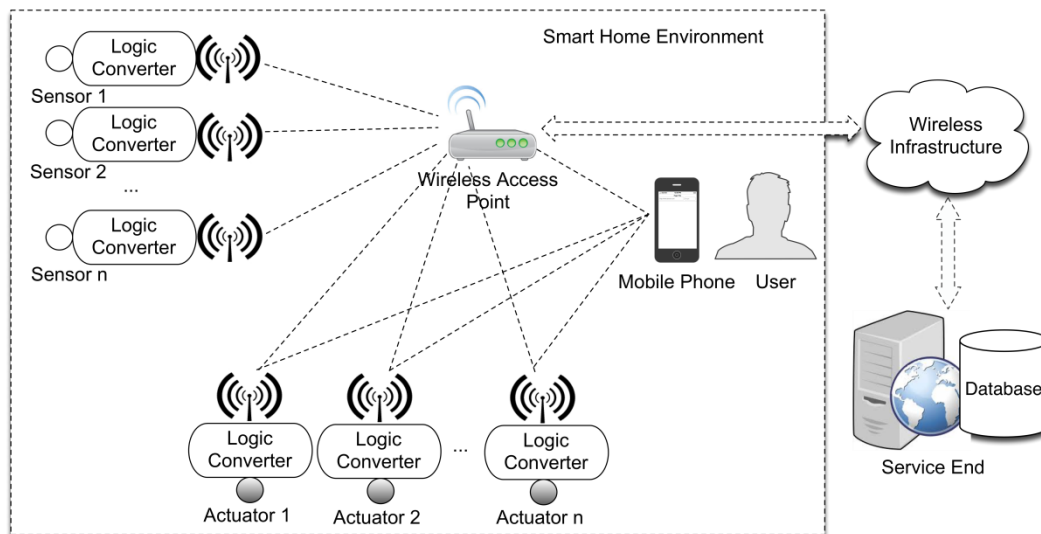 Smart Home Environment
Logic
Converter
Sensor 1
Logic
Converter
Sensor 2
...
Logic
Converter
Sensor n
Wireless Access
Point
Mobile Phone
User
Wireless
Infrastructure
Database
Service End
Logic
Converter
Actuator 1
Logic
Converter
Actuator 2
...
Logic
Converter
Actuator n